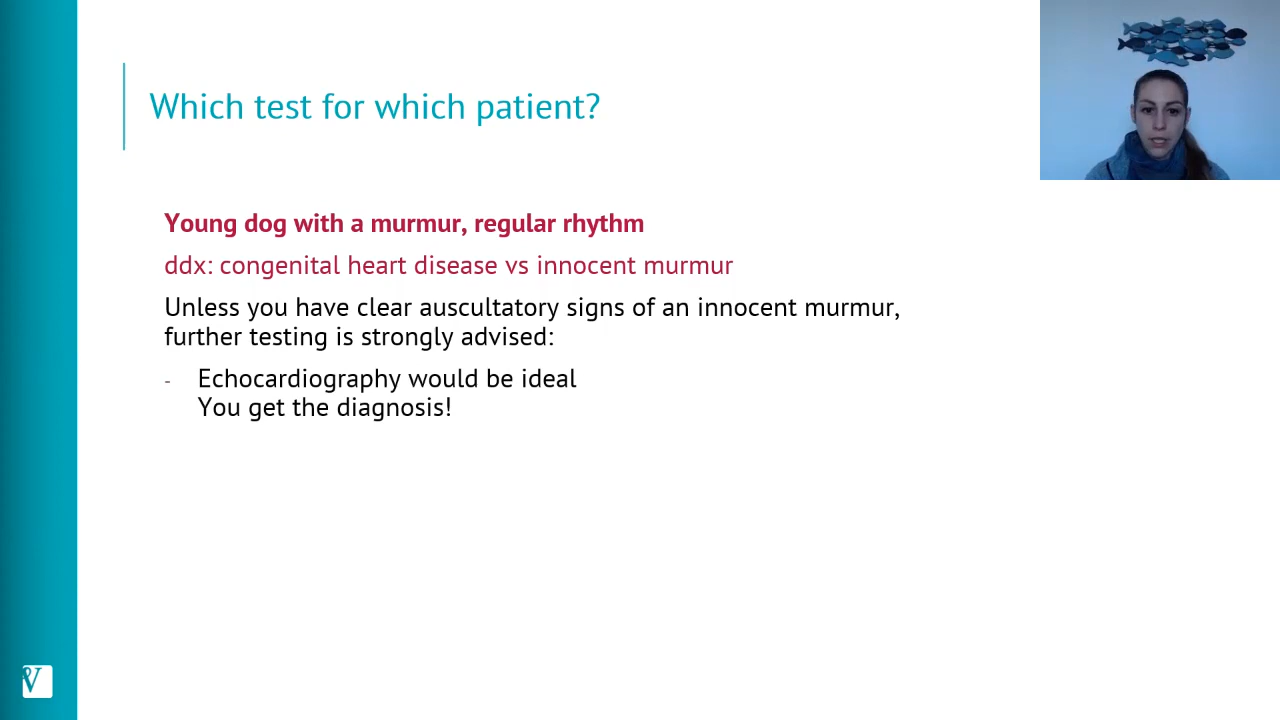 Which test for which patient?
Young dog with a murmur, regular rhythm
ddx: congenital heart disease vs innocent murmur
Unless you have clear auscultatory signs of an innocent murmur,
further testing is strongly advised:
- Echocardiography would be ideal
You get the diagnosis!
&V